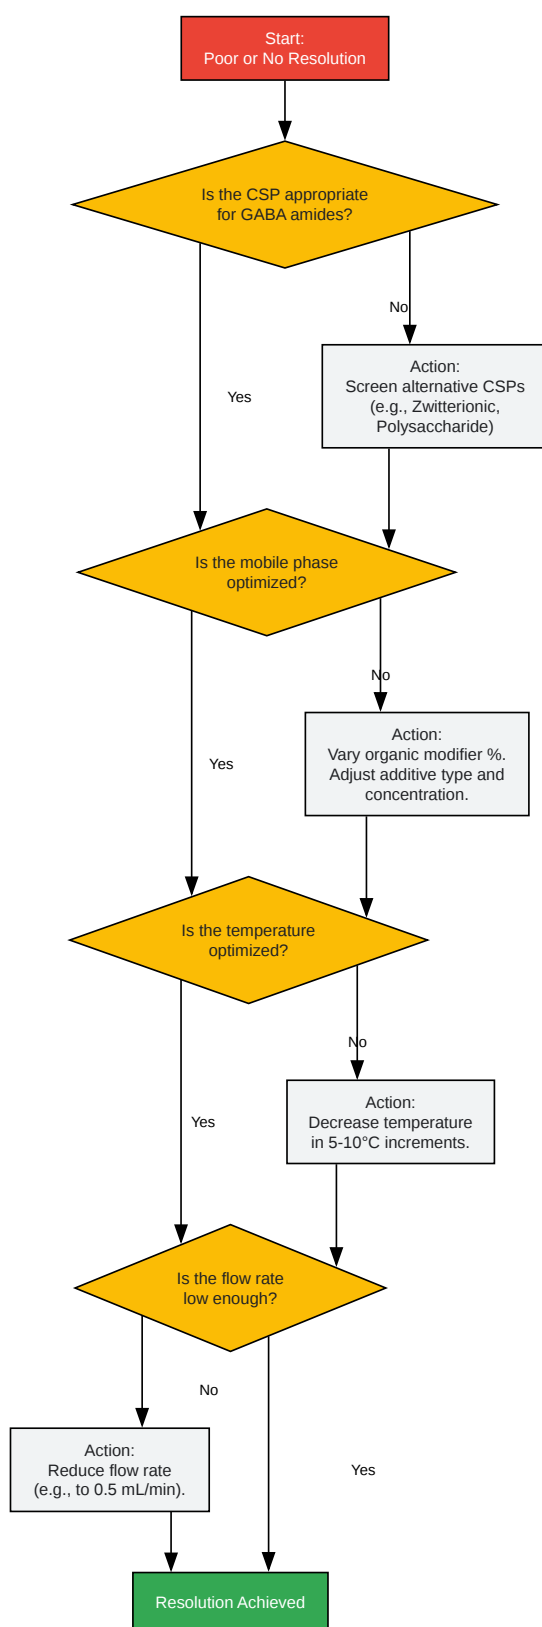 Start:
Poor or No Resolution
Is the CSP appropriate
for GABA amides?
No
Action:
Screen alternative CSPs
(e.g., Zwitterionic,
Polysaccharide)
Yes
Is the mobile phase
optimized?
No
Action:
Vary organic modifier %.
Adjust additive type and
concentration.
Yes
Is the temperature
optimized?
No
Action:
Decrease temperature
in 5-10°C increments.
Yes
Is the flow rate
low enough?
No
Action:
Reduce flow rate
(e.g., to 0.5 mL/min).
Yes
Resolution Achieved